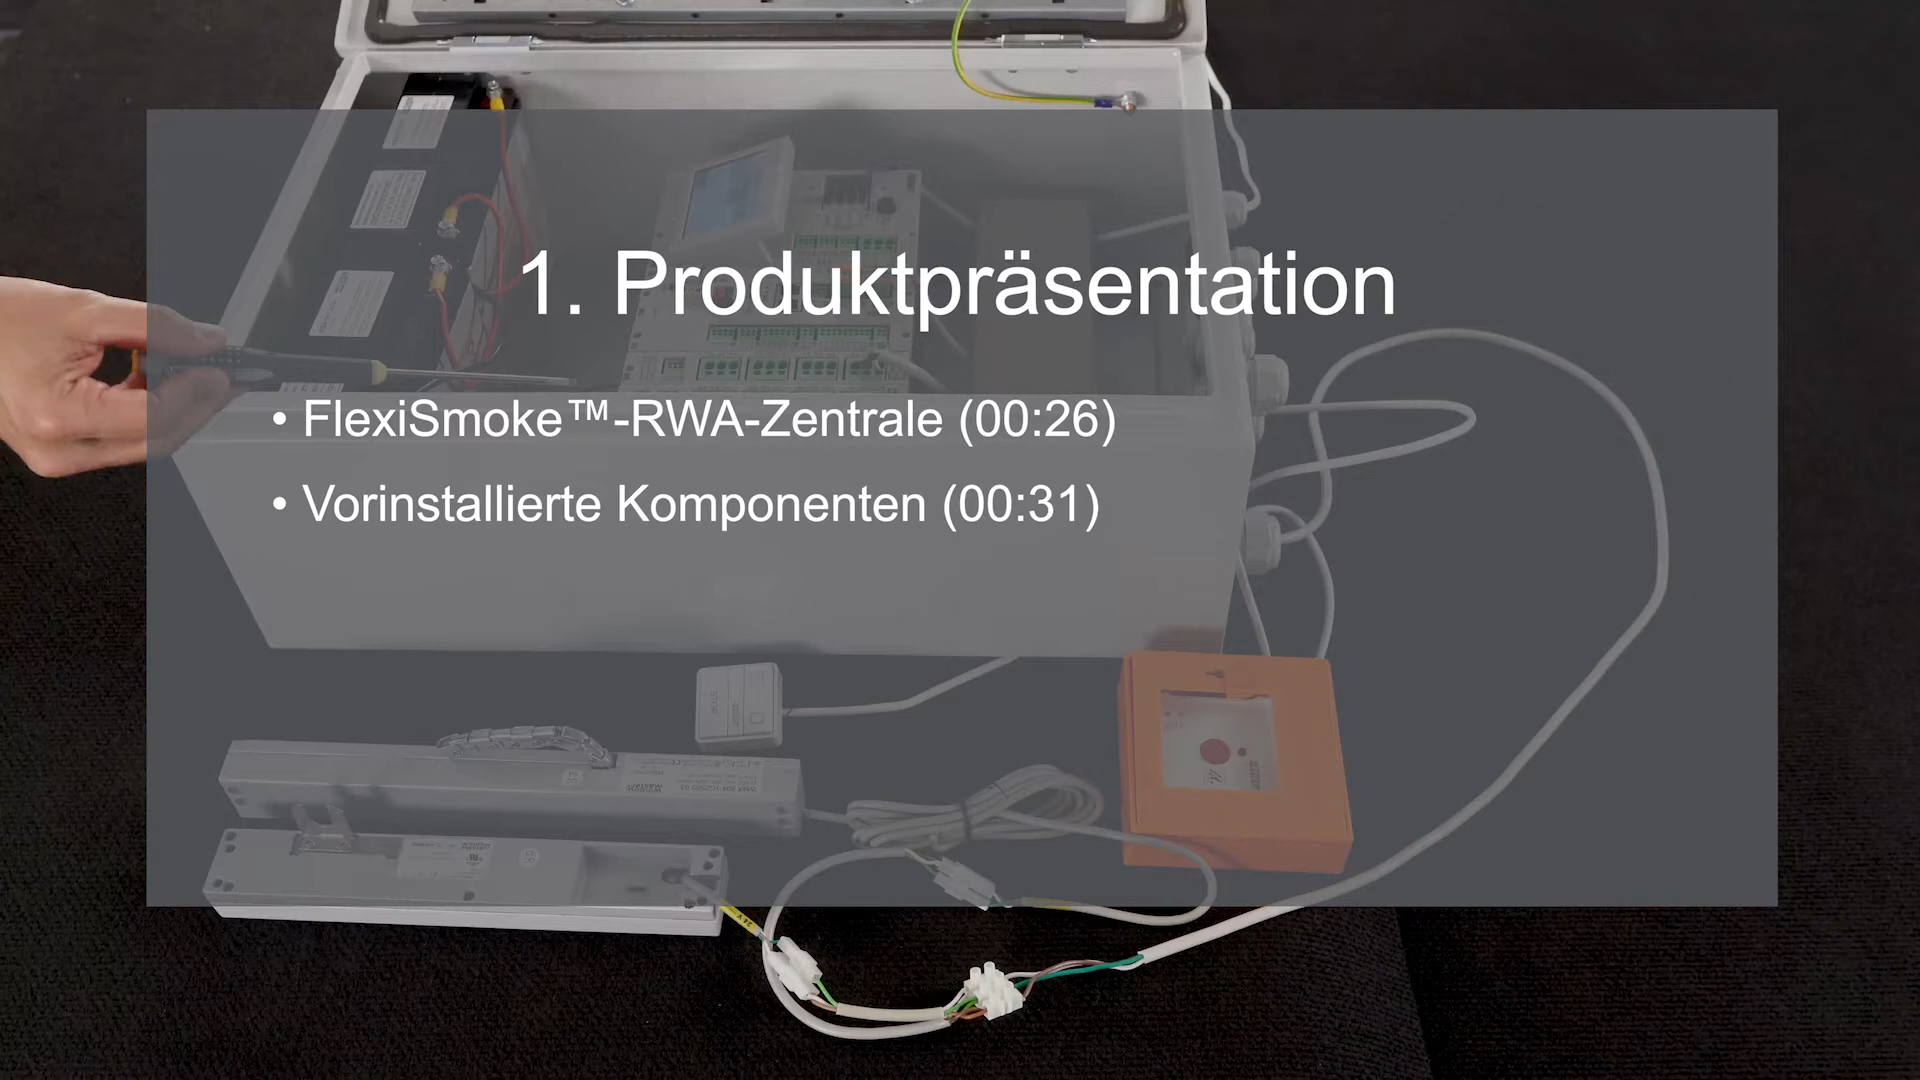 1. Produktpräsentation
• FlexiSmoke™-RWA-Zentrale (00:26)
• Vorinstallierte Komponenten (00:31)